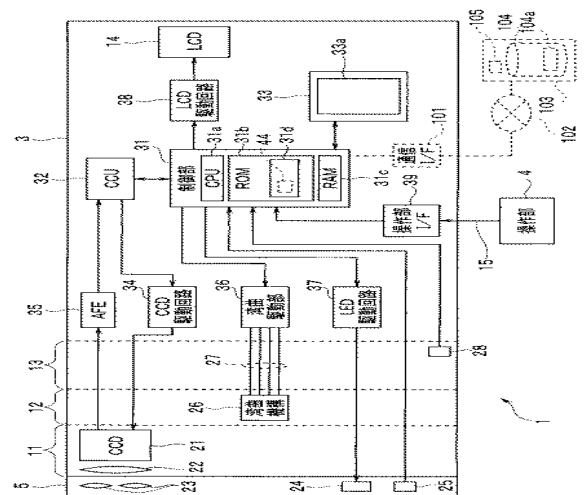 105
104
104a
103
102
14
LCD
38
LCD
駆動回路
33
33a
3
31
制御部
CPU
31a
ROM
31b
44
31d
RAM
31c
通信
I/F
101
32
CCU
39
操作部
I/F
4
操作部
15
35
AFE
34
CCD
駆動回路
36
湾曲
駆動部
37
LED
駆動回路
13
27
28
12
26
湾曲
機構
11
CCD
21
22
24
25
5
23
1